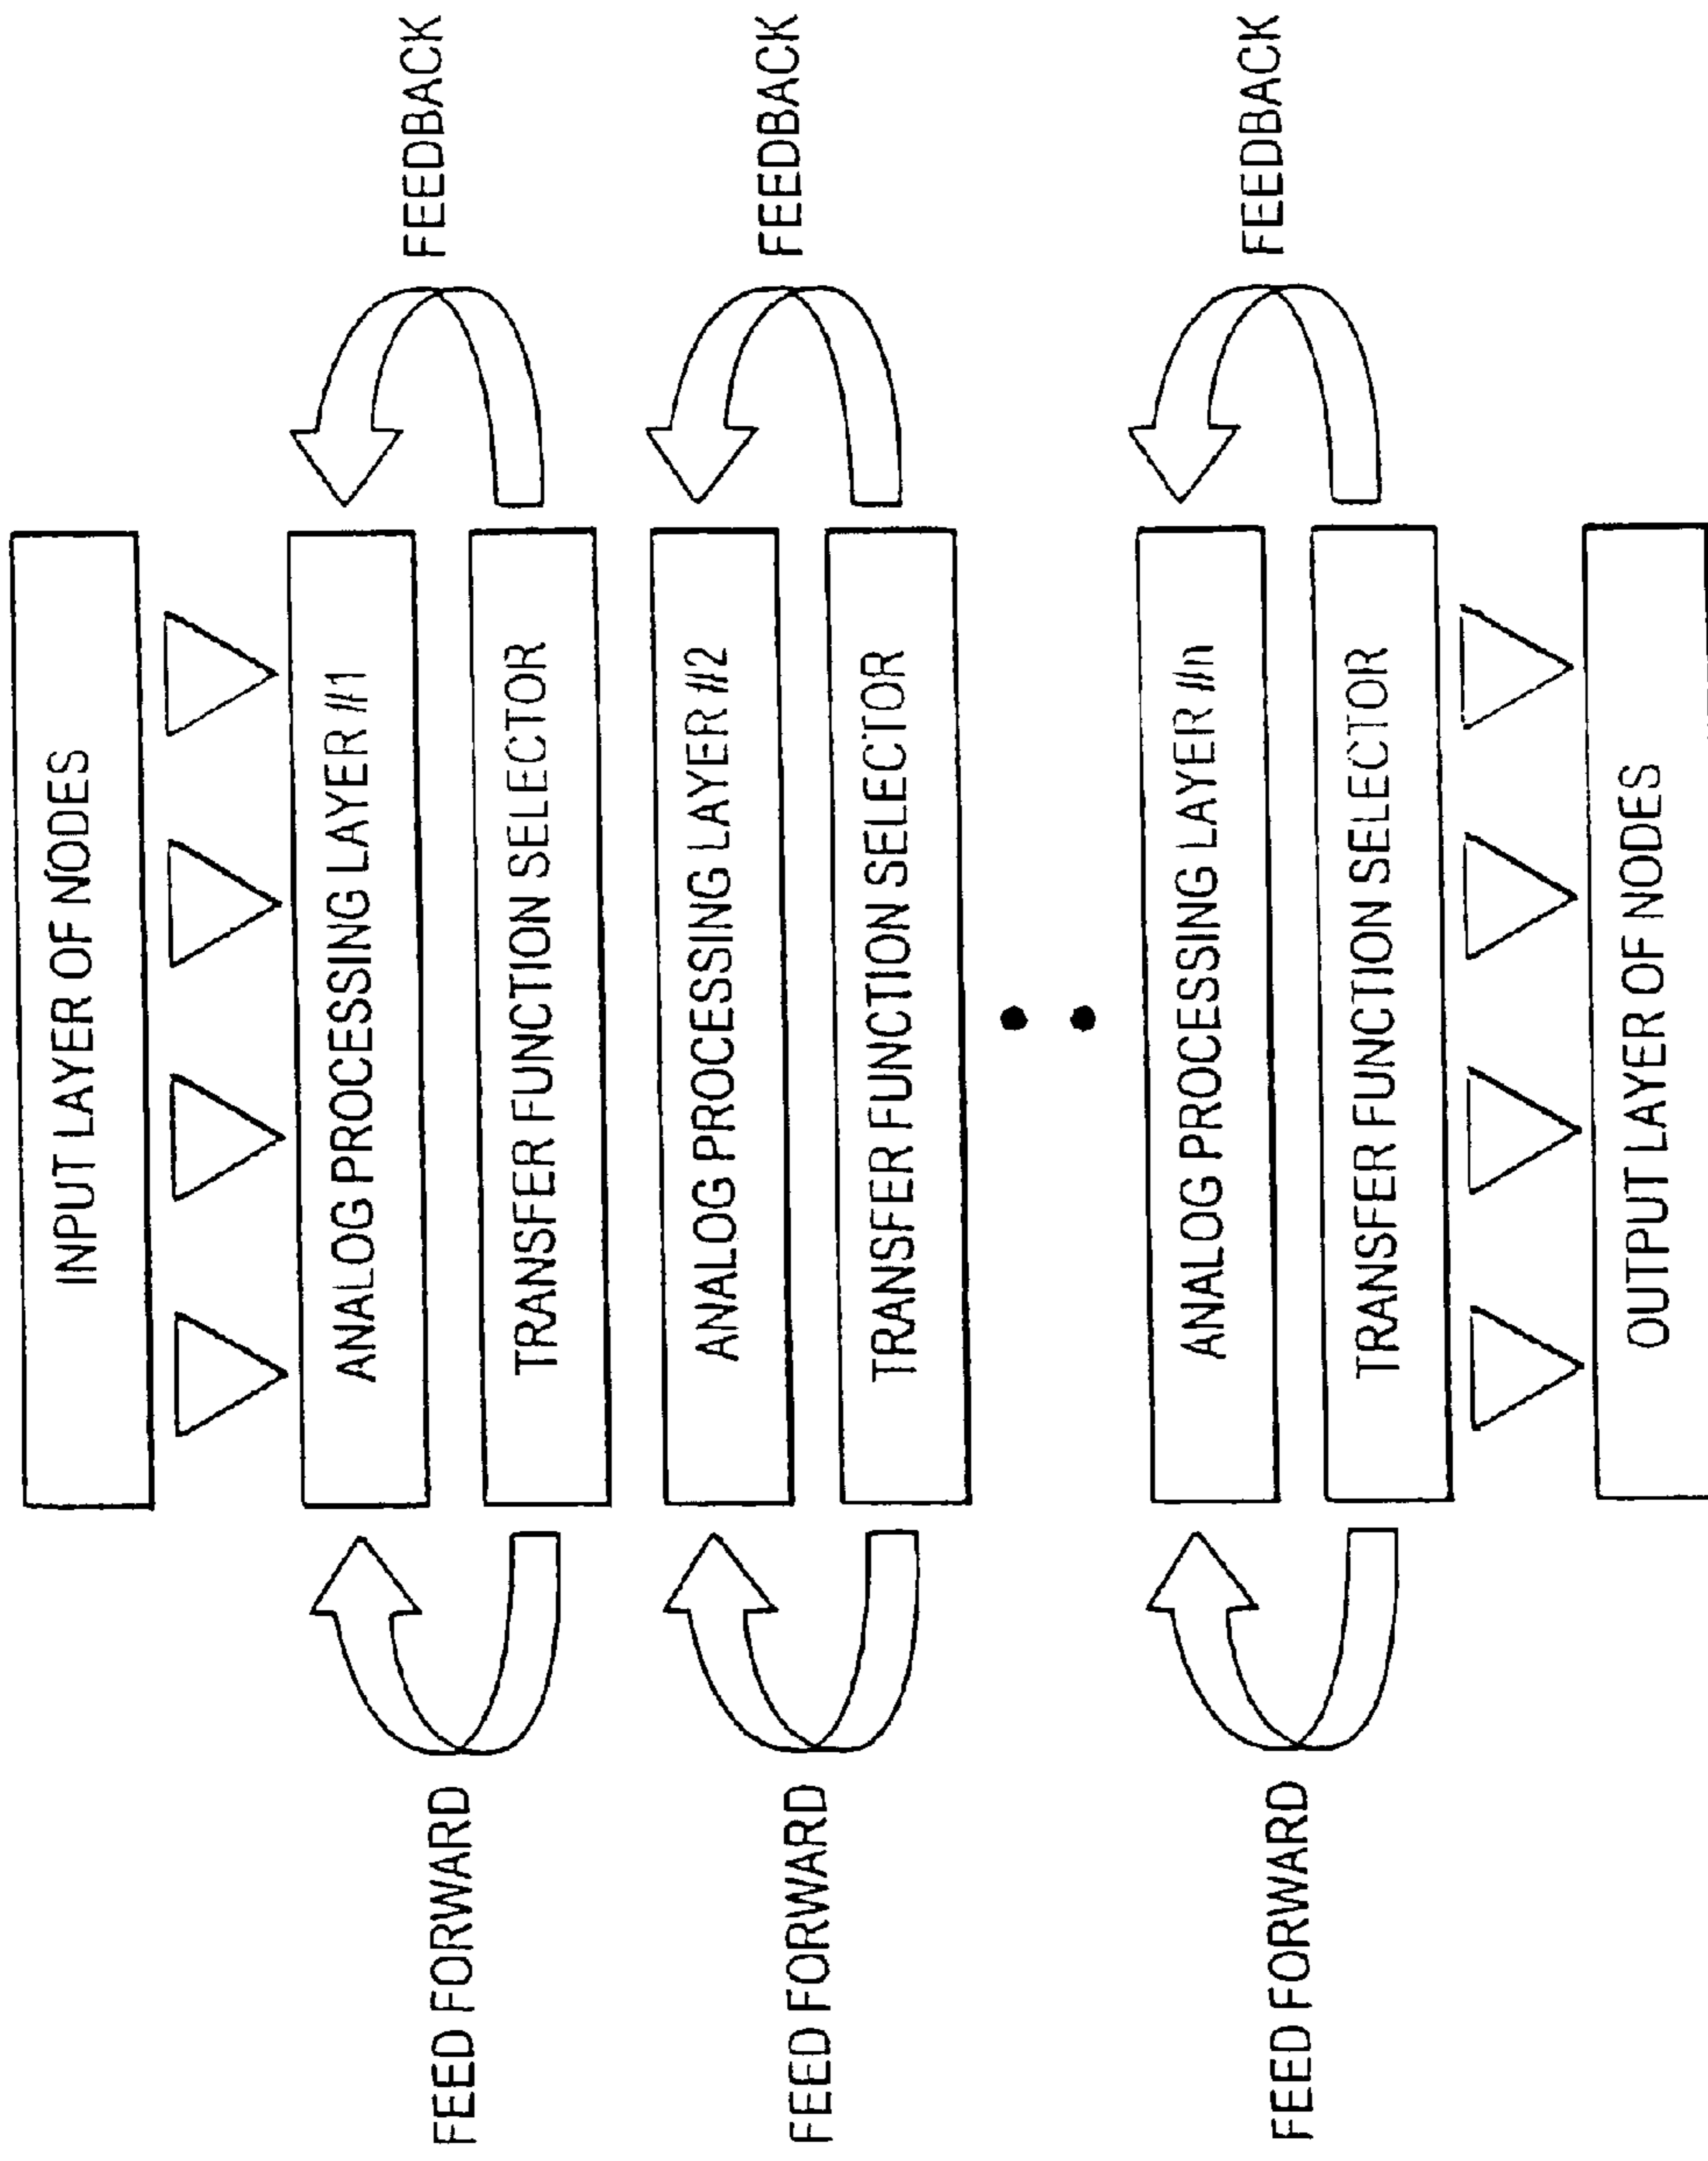 INPUT LAYER OF NODES
ANALOG PROCESSING LAYER #1
FEED FORWARD
FEEDBACK
TRANSFER FUNCTION SELECTOR
ANALOG PROCESSING LAYER #2
FEED FORWARD
FEEDBACK
TRANSFER FUNCTION SELECTOR
ANALOG PROCESSING LAYER #n
FEED FORWARD
FEEDBACK
TRANSFER FUNCTION SELECTOR
OUTPUT LAYER OF NODES